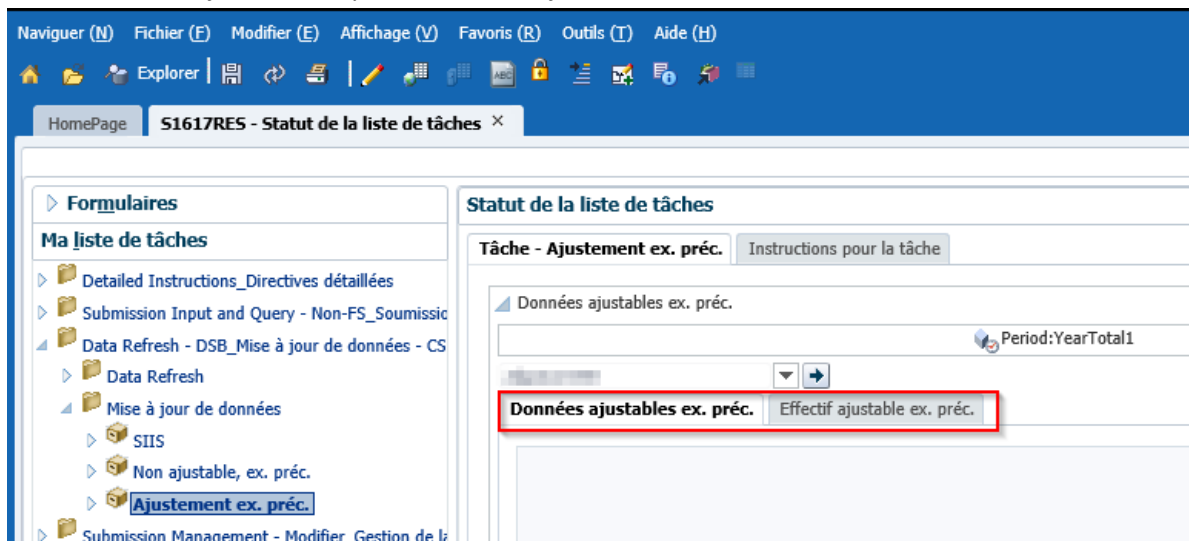 Naviguer (N) Fichier (F) Modifier (E) Affichage (V) Favoris (R) Outils (T) Aide (H)
Explorer ABC
HomePage S1617RES - Statut de la liste de tâches ×
Formulaires
Ma liste de tâches
Detailed Instructions_Directives détaillées
Submission Input and Query - Non-FS_Soumissio
Data Refresh - DSB_Mise à jour de données - CS
Data Refresh
Mise à jour de données
SIIS
Non ajustable, ex. préc.
Ajustement ex. préc.
Submission Management - Modifier_Gestion de la
Statut de la liste de tâches
Tâche - Ajustement ex. préc. Instructions pour la tâche
Données ajustables ex. préc.
Period:YearTotal1
Données ajustables ex. préc. Effectif ajustable ex. préc.